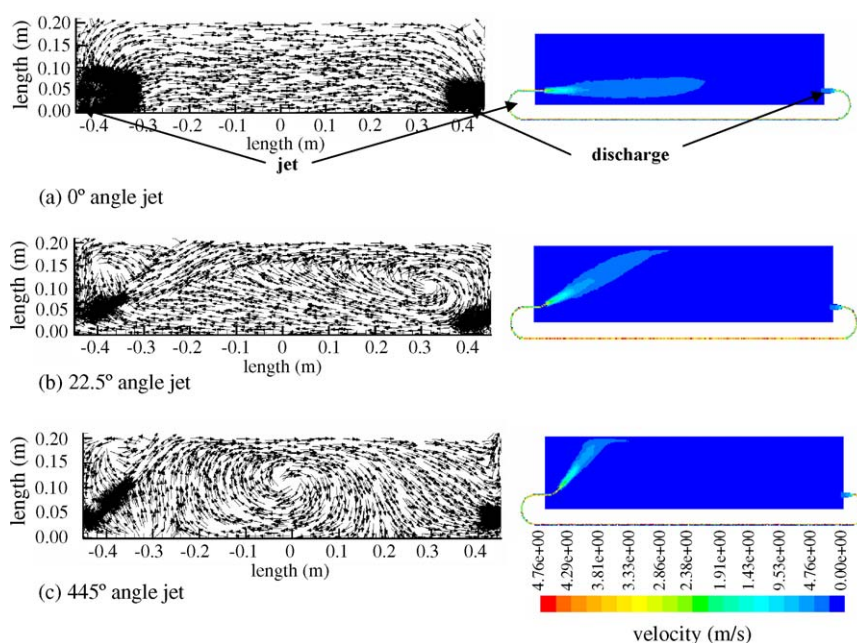 length (m)
0.20
0.15
0.10
0.05
0.00
-0.4 -0.3 -0.2 -0.1 0 0.1 0.2 0.3 0.4
length (m)
jet
discharge
(a) 0º angle jet
length (m)
0.20
0.15
0.10
0.05
0.00
-0.4 -0.3 -0.2 -0.1 0 0.1 0.2 0.3 0.4
length (m)
(b) 22.5º angle jet
length (m)
0.20
0.15
0.10
0.05
0.00
-0.4 -0.3 -0.2 -0.1 0 0.1 0.2 0.3 0.4
length (m)
(c) 445º angle jet
4.76e+00
4.29e+00
3.81e+00
3.33e+00
2.86e+00
2.38e+00
1.91e+00
1.43e+00
9.53e+00
4.76e+00
0.00e+00
velocity (m/s)